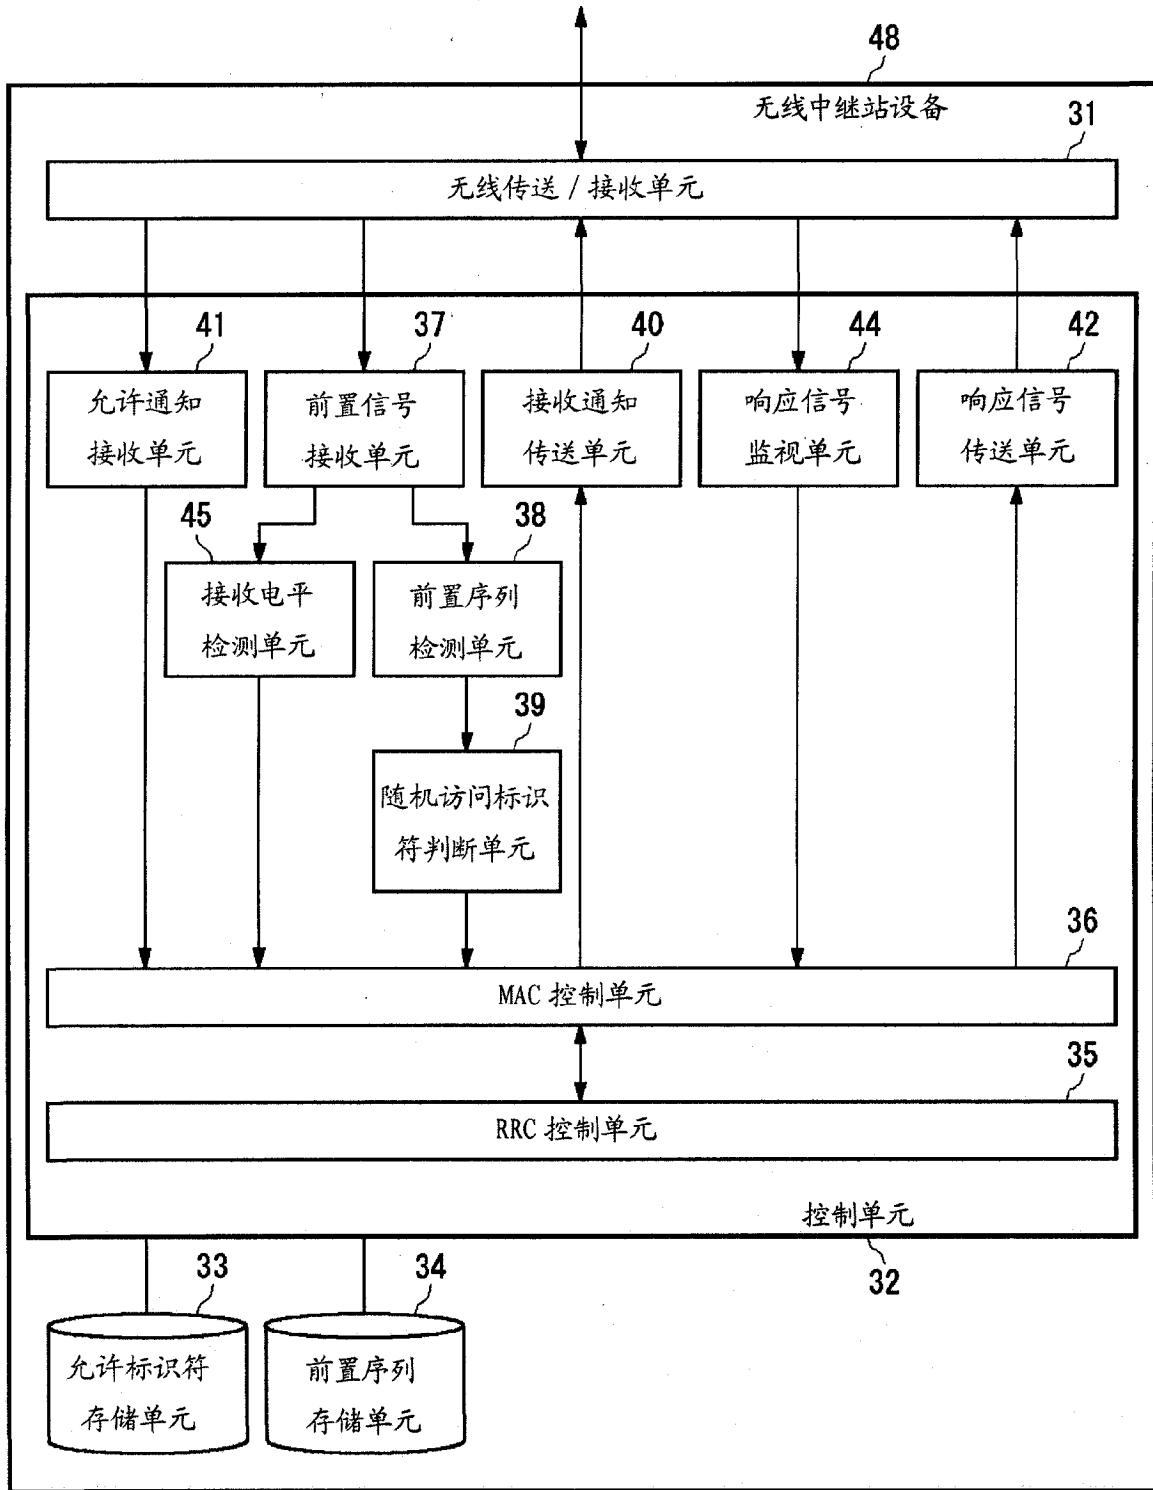 48
无线中继站设备
31
无线传送 / 接收单元
41
37
40
44
42
允许通知
接收单元
前置信号
接收单元
接收通知
传送单元
响应信号
监视单元
响应信号
传送单元
45
38
接收电平
检测单元
前置序列
检测单元
39
随机访问标识
符判断单元
36
MAC 控制单元
35
RRC 控制单元
控制单元
32
33
34
允许标识符
存储单元
前置序列
存储单元